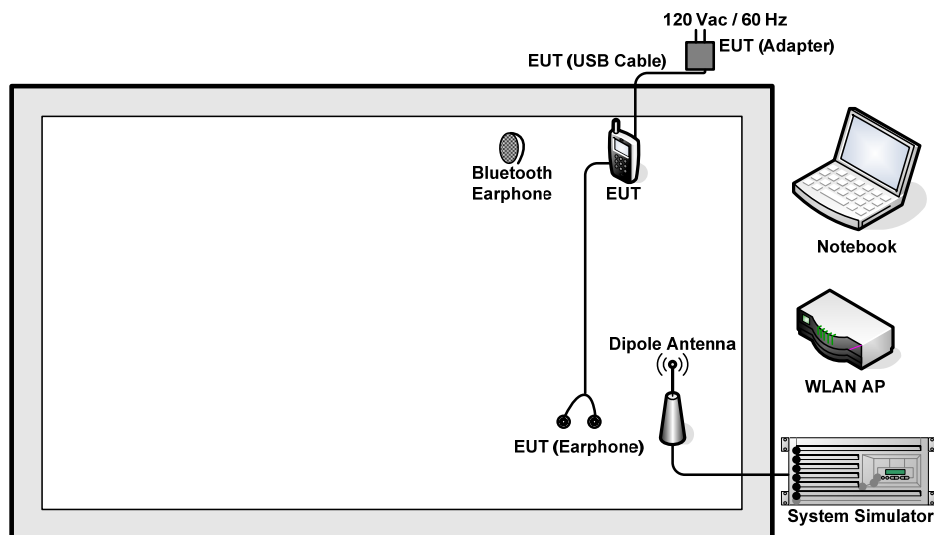 120 Vac / 60 Hz
EUT (Adapter)
EUT (USB Cable)
Bluetooth
Earphone
EUT
Notebook
Dipole Antenna
WLAN AP
EUT (Earphone)
System Simulator